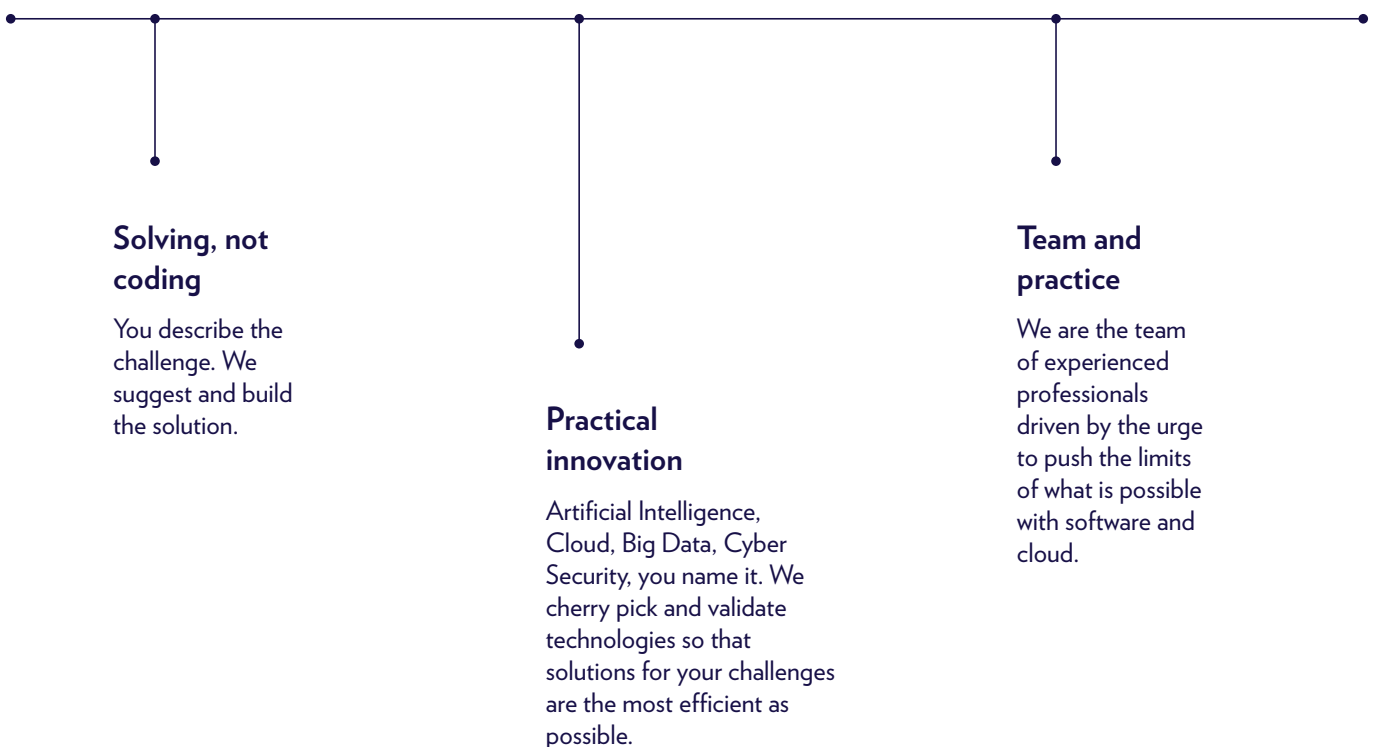 Solving, not
coding
You describe the
challenge. We
suggest and build
the solution.
Practical
innovation
Artificial Intelligence,
Cloud, Big Data, Cyber
Security, you name it. We
cherry pick and validate
technologies so that
solutions for your challenges
are the most efficient as
possible.
Team and
practice
We are the team
of experienced
professionals
driven by the urge
to push the limits
of what is possible
with software and
cloud.